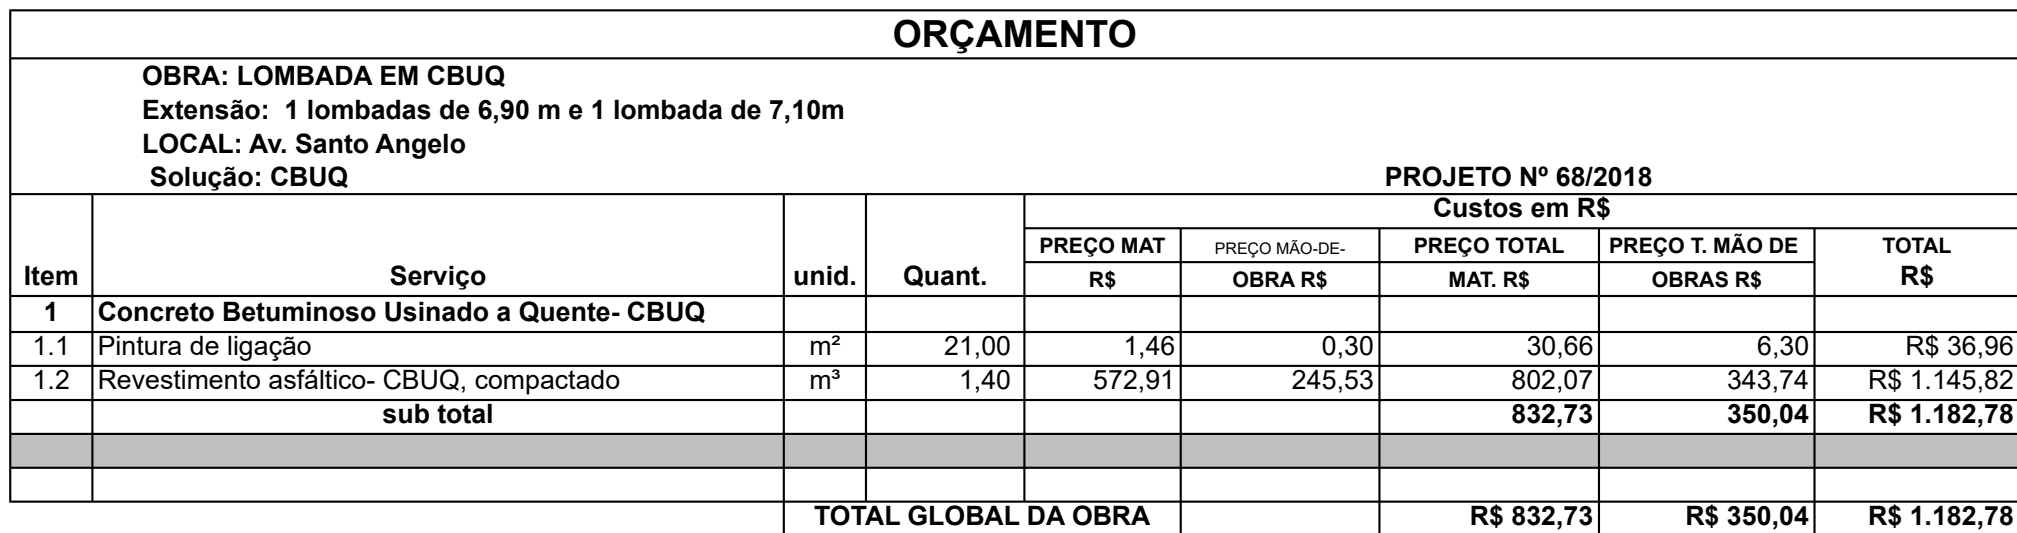 ORÇAMENTO
OBRA: LOMBADA EM CBUQ
Extensão:  1 lombadas de 6,90 m e 1 lombada de 7,10m
LOCAL: Av. Santo Angelo
Solução: CBUQ PROJETO Nº 68/2018
Custos em R$
PREÇO MAT PREÇO MÃO-DE- PREÇO TOTAL PREÇO T. MÃO DE TOTAL
Item Serviço unid. Quant. R$ OBRA R$ MAT. R$ OBRAS R$ R$
1 Concreto Betuminoso Usinado a Quente- CBUQ
1.1 Pintura de ligação m² 21,00 1,46 0,30 30,66 6,30 R$ 36,96
1.2 Revestimento asfáltico- CBUQ, compactado m³ 1,40 572,91 245,53 802,07 343,74 R$ 1.145,82
sub total 832,73 350,04 R$ 1.182,78
TOTAL GLOBAL DA OBRA R$ 832,73 R$ 350,04 R$ 1.182,78